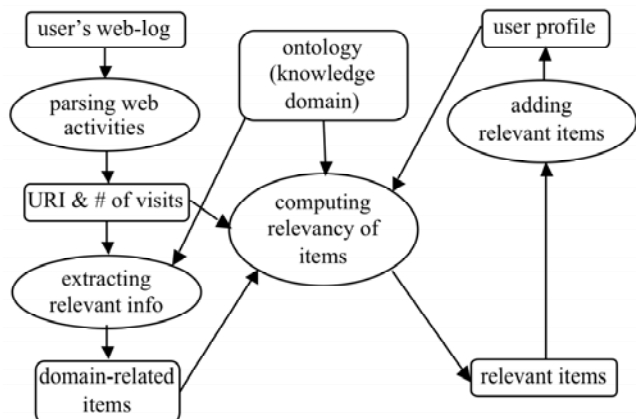 user's web-log
parsing web
activities
URI & # of visits
extracting
relevant info
domain-related
items
ontology
(knowledge
domain)
computing
relevancy of
items
user profile
adding
relevant items
relevant items